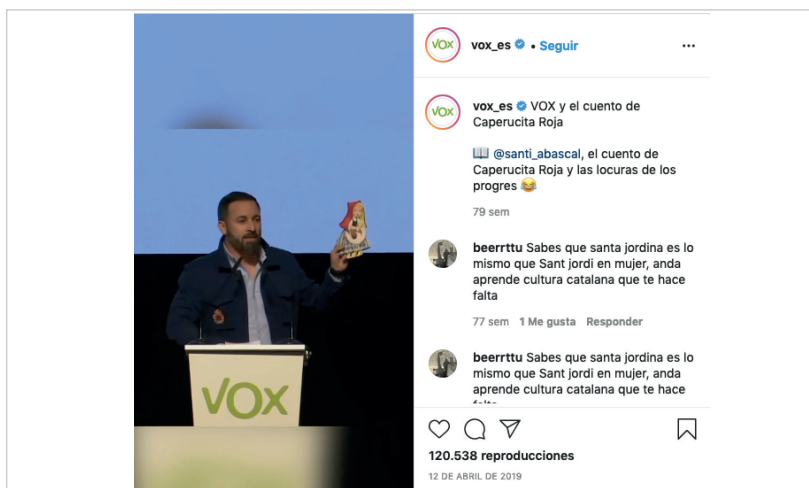 VOX
vox_es • Seguir
VOX
vox_es VOX y el cuento de
Caperucita Roja
@santi_abascal, el cuento de
Caperucita Roja y las locuras de los
progres 😂
79 sem
beerrttu Sabes que santa jordina es lo
mismo que Sant jordi en mujer, anda
aprende cultura catalana que te hace
falta
77 sem 1 Me gusta Responder
beerrttu Sabes que santa jordina es lo
mismo que Sant jordi en mujer, anda
aprende cultura catalana que te hace
VOX
120.538 reproducciones
12 DE ABRIL DE 2019